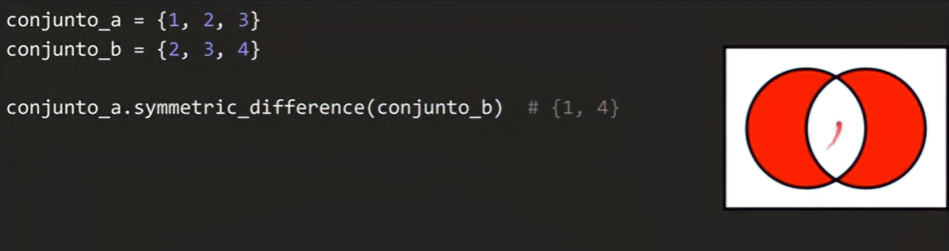 conjunto_a = {1, 2, 3}
conjunto_b = {2, 3, 4}
conjunto_a.symmetric_difference(conjunto_b)  # {1, 4}